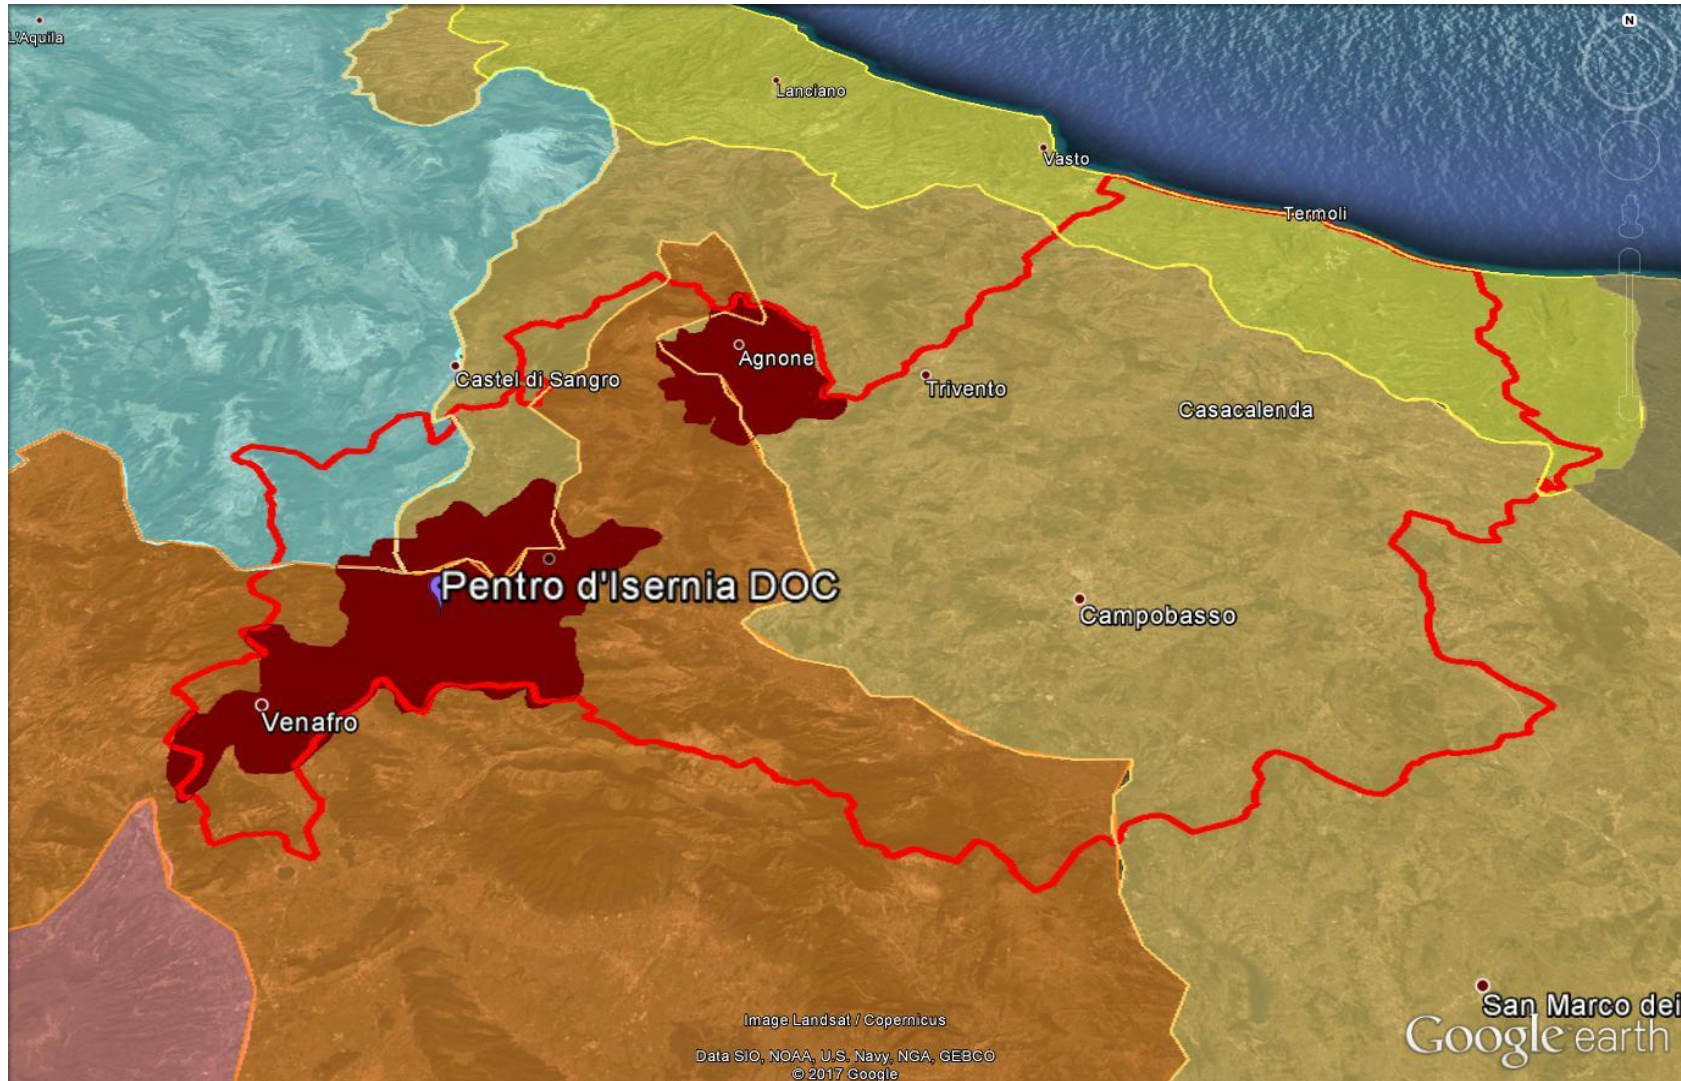 N
L'Aquila
Lanciano
Vasto
Termoli
Agnone
Castel di Sangro
Trivento
Casacalenda
Pentro d'Isernia DOC
Campobasso
Venafro
San Marco dei
Image Landsat / Copernicus
Data SIO, NOAA, U.S. Navy, NGA, GEBCO
© 2017 Google
Google earth